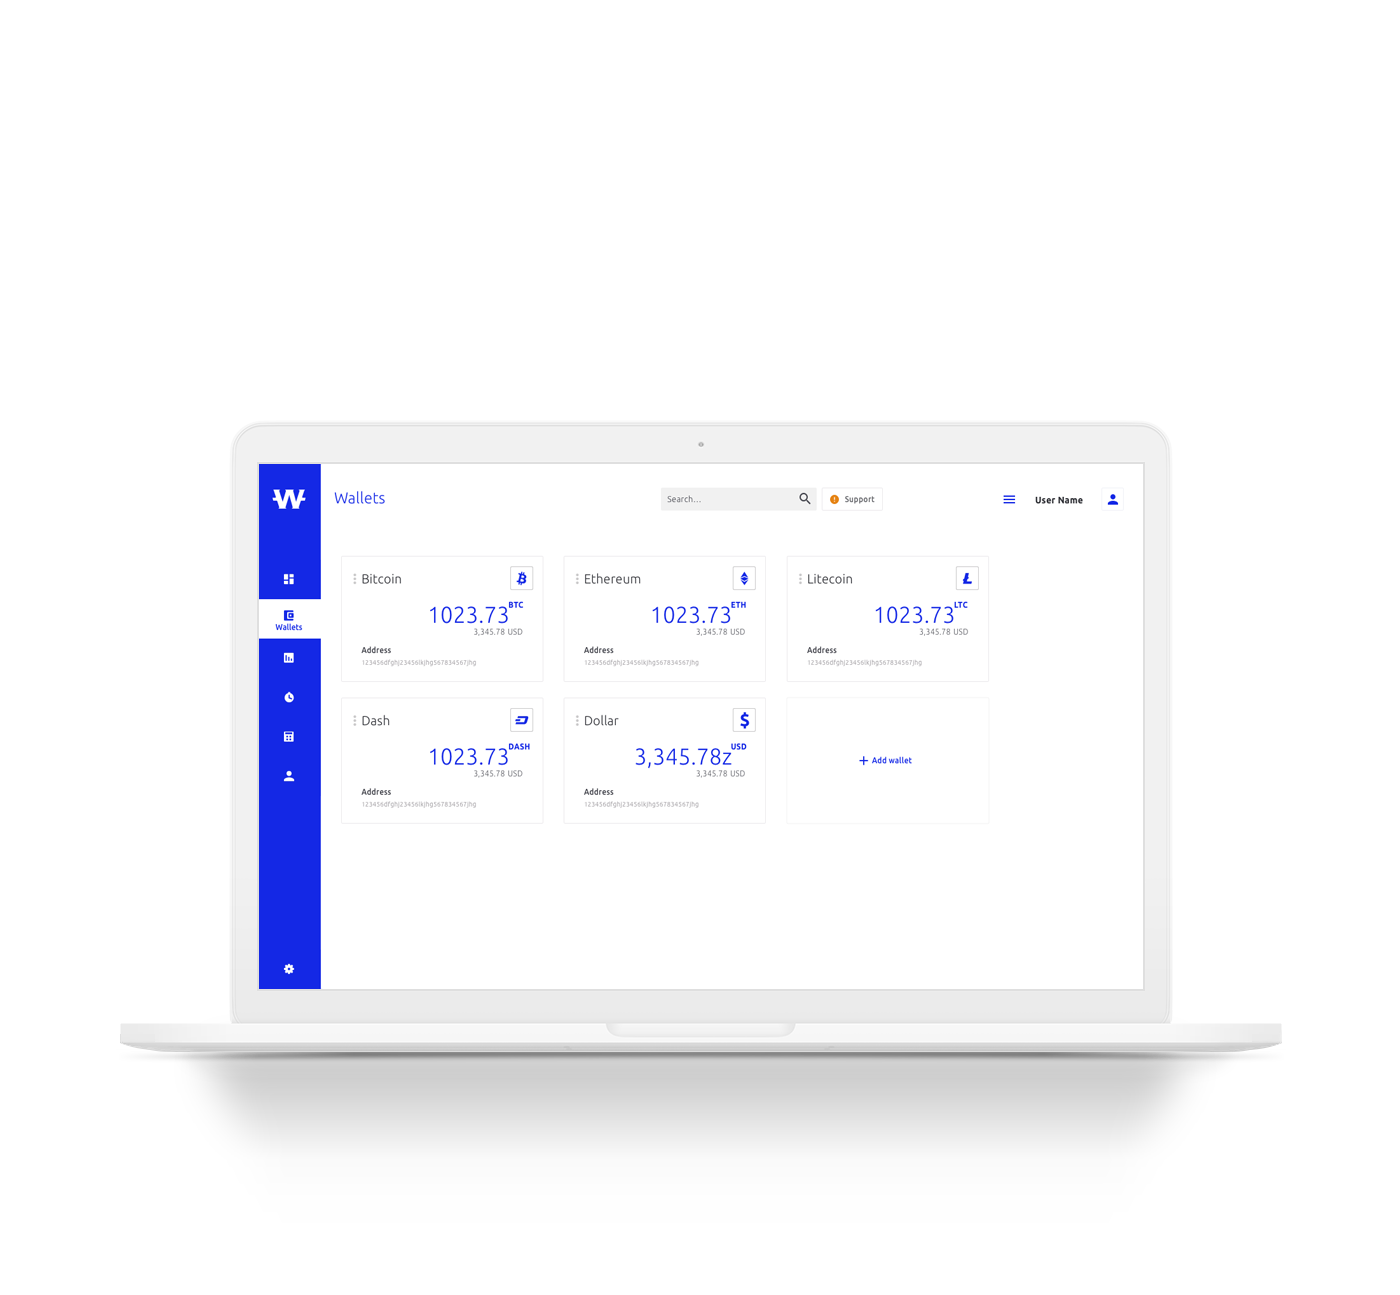 W
Wallets
Search...
Support
User Name
Wallets
Bitcoin
1023.73 BTC
3,345.78 USD
Address
123456dfghj23456lkjhg567834567jhg
Ethereum
1023.73 ETH
3,345.78 USD
Address
123456dfghj23456lkjhg567834567jhg
Litecoin
1023.73 LTC
3,345.78 USD
Address
123456dfghj23456lkjhg567834567jhg
Dash
1023.73 DASH
3,345.78 USD
Address
123456dfghj23456lkjhg567834567jhg
Dollar
3,345.78z USD
3,345.78 USD
Address
123456dfghj23456lkjhg567834567jhg
+ Add wallet